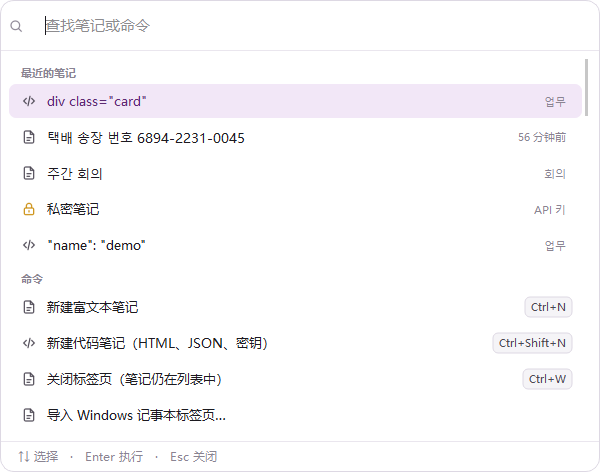 查找笔记或命令
最近的笔记
div class="card" 업무
택배 송장 번호 6894-2231-0045 56 分钟前
주간 회의 회의
私密笔记 API 키
"name": "demo" 업무
命令
新建富文本笔记 Ctrl+N
新建代码笔记（HTML、JSON、密钥） Ctrl+Shift+N
关闭标签页（笔记仍在列表中） Ctrl+W
导入 Windows 记事本标签页...
↑↓ 选择 · Enter 执行 · Esc 关闭